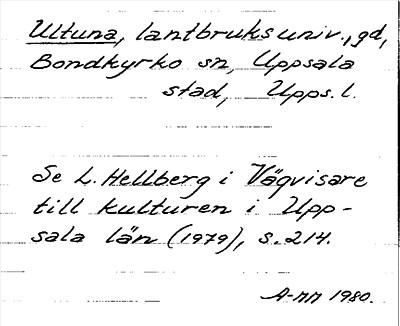 Ultuna, lantbruksuniv., gd,
Bondkyrko sn, Uppsala
stad, Upps. l.
Se L. Hellberg i Vägvisare
till kulturen i Upp-
sala län (1979), s. 214.
A-nn 1980.